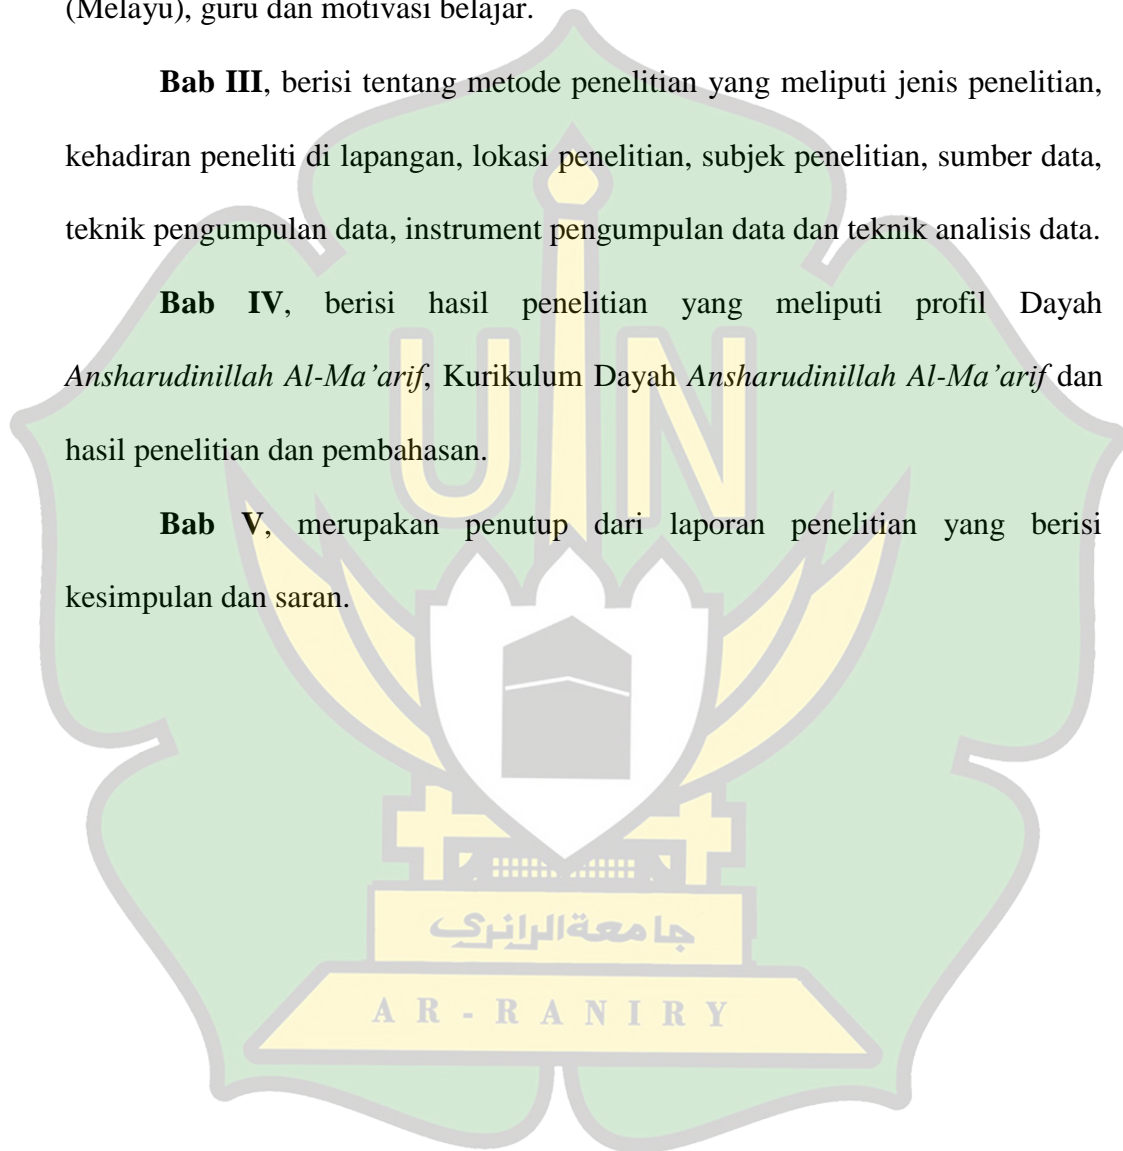 (Melayu), guru dan motivasi belajar.
Bab III, berisi tentang metode penelitian yang meliputi jenis penelitian,
kehadiran peneliti di lapangan, lokasi penelitian, subjek penelitian, sumber data,
teknik pengumpulan data, instrument pengumpulan data dan teknik analisis data.
Bab IV, berisi hasil penelitian yang meliputi profil Dayah
Ansharudinillah Al-Ma’arif, Kurikulum Dayah Ansharudinillah Al-Ma’arif dan
hasil penelitian dan pembahasan.
Bab V, merupakan penutup dari laporan penelitian yang berisi
kesimpulan dan saran.
UIN
جامعة الرانري
AR-RANIRY